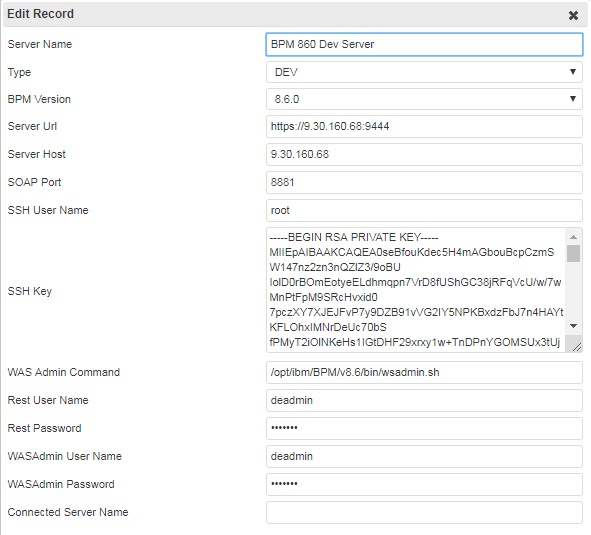 Edit Record
Server Name BPM 860 Dev Server
Type DEV
BPM Version 8.6.0
Server Url https://9.30.160.68:9444
Server Host 9.30.160.68
SOAP Port 8881
SSH User Name root
SSH Key
-----BEGIN RSA PRIVATE KEY-----
MIIEpAIBAAKCAQEA0seBfouKdec5H4mAGbouBcpCzmS
W147nz2zn3nQZIZ3/9oBU
IoID0rBOmEotyeELdhmqpn7VrD8fUShGC38jRFqVcU/w/7w
MnPtFpM9SRcHvxid0
7pczXY7XJEJFvP7y9DZB91vVG2IY5NPKBxdzFbJ7n4HAYt
KFLOhxIMNrDeUc70bS
fPMyT2iOINKeHs1IGtDHF29xrxy1w+TnDPnYGOMSUx3tUj
WAS Admin Command /opt/ibm/BPM/v8.6/bin/wsadmin.sh
Rest User Name deadmin
Rest Password •••••••
WASAdmin User Name deadmin
WASAdmin Password •••••••
Connected Server Name